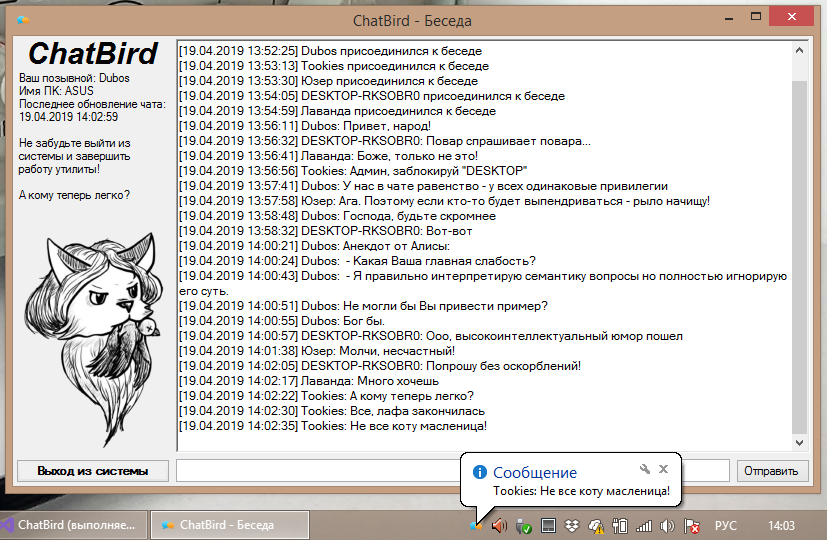 ChatBird - Беседа
ChatBird
Ваш позывной: Dubos
Имя ПК: ASUS
Последнее обновление чата:
19.04.2019 14:02:59
Не забудьте выйти из
системы и завершить
работу утилиты!
А кому теперь легко?
[19.04.2019 13:52:25] Dubos присоединился к беседе
[19.04.2019 13:53:13] Tookies присоединился к беседе
[19.04.2019 13:53:30] Юзер присоединился к беседе
[19.04.2019 13:54:05] DESKTOP-RKSOBR0 присоединился к беседе
[19.04.2019 13:54:59] Лаванда присоединился к беседе
[19.04.2019 13:56:11] Dubos: Привет, народ!
[19.04.2019 13:56:32] DESKTOP-RKSOBR0: Повар спрашивает повара...
[19.04.2019 13:56:41] Лаванда: Боже, только не это!
[19.04.2019 13:56:56] Tookies: Админ, заблокируй "DESKTOP"
[19.04.2019 13:57:41] Dubos: У нас в чате равенство - у всех одинаковые привилегии
[19.04.2019 13:57:58] Юзер: Ага. Поэтому если кто-то будет выпендриваться - рыло начищу!
[19.04.2019 13:58:48] Dubos: Господа, будьте скромнее
[19.04.2019 13:58:32] DESKTOP-RKSOBR0: Вот-вот
[19.04.2019 14:00:21] Dubos: Анекдот от Алисы:
[19.04.2019 14:00:24] Dubos:  - Какая Ваша главная слабость?
[19.04.2019 14:00:43] Dubos:  - Я правильно интерпретирую семантику вопросы но полностью игнорирую
его суть.
[19.04.2019 14:00:51] Dubos: Не могли бы Вы привести пример?
[19.04.2019 14:00:55] Dubos: Бог бы.
[19.04.2019 14:00:57] DESKTOP-RKSOBR0: Ооо, высокоинтеллектуальный юмор пошел
[19.04.2019 14:01:38] Юзер: Молчи, несчастный!
[19.04.2019 14:02:05] DESKTOP-RKSOBR0: Попрошу без оскорблений!
[19.04.2019 14:02:17] Лаванда: Много хочешь
[19.04.2019 14:02:22] Tookies: А кому теперь легко?
[19.04.2019 14:02:30] Tookies: Все, лафа закончилась
[19.04.2019 14:02:35] Tookies: Не все коту масленица!
Выход из системы
Отправить
Сообщение
Tookies: Не все коту масленица!
ChatBird (выполняе...
ChatBird - Беседа
РУС
14:03